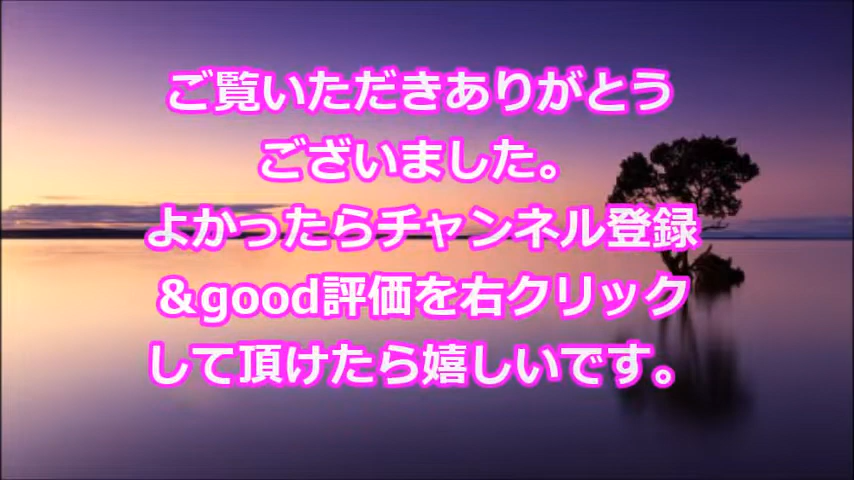 ご覧いただきありがとう
ございました。
よかったらチャンネル登録
&good評価を右クリック
して頂けたら嬉しいです。